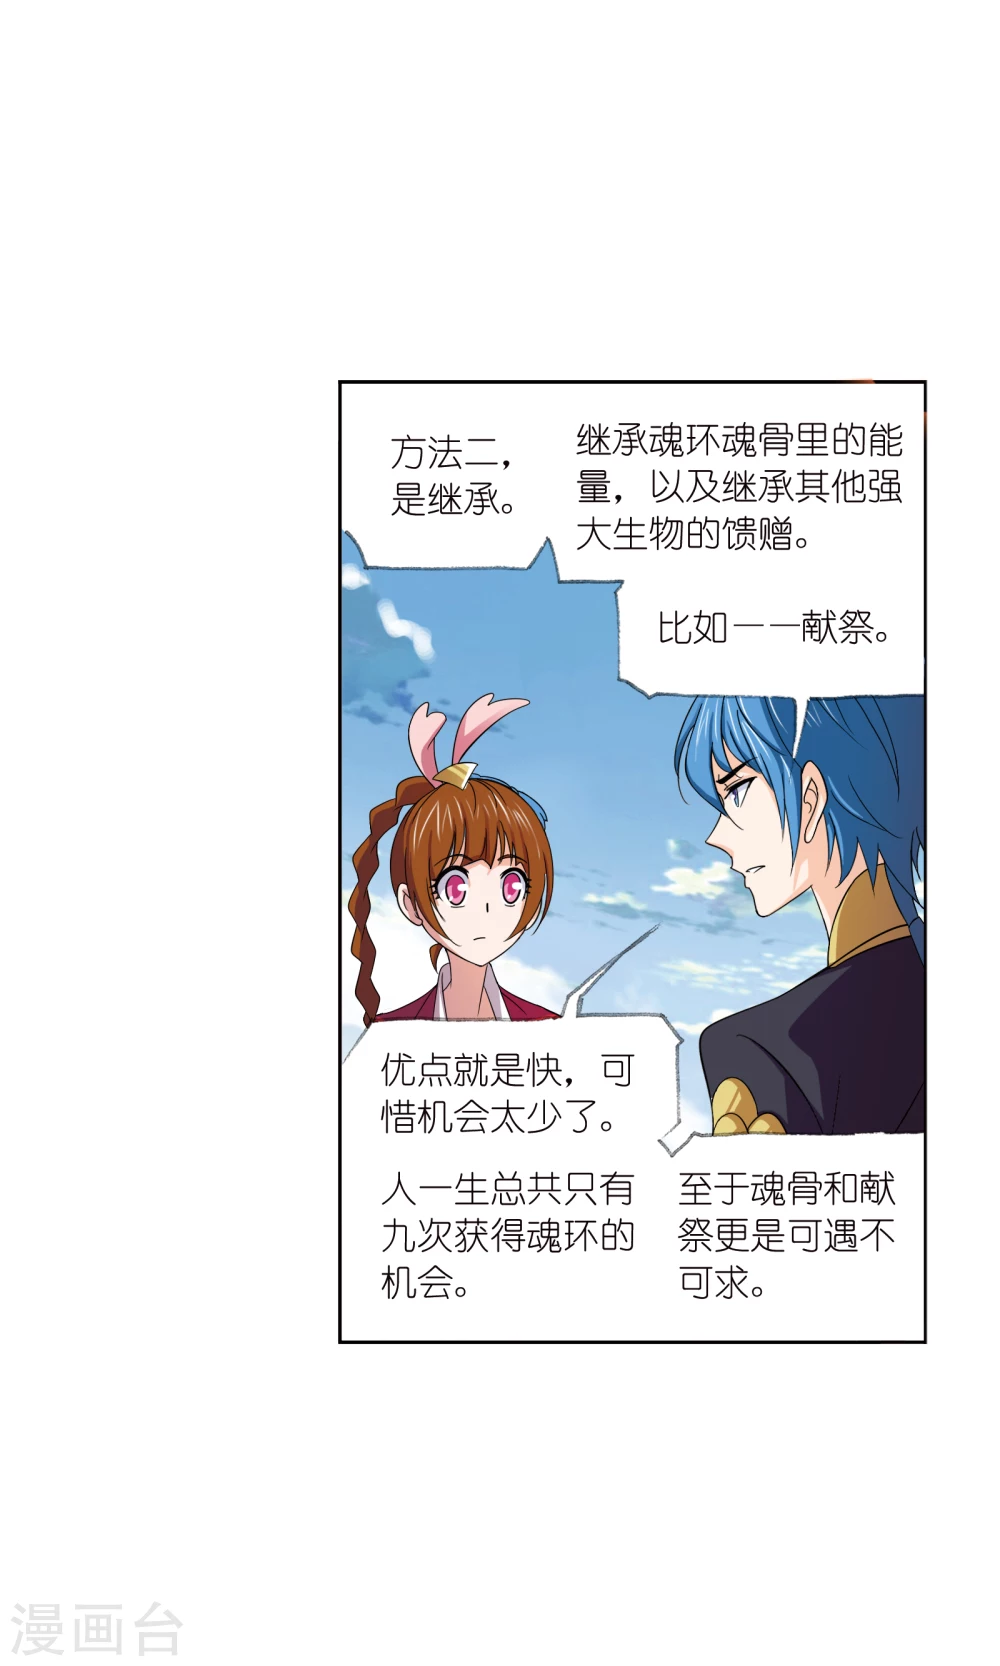 方法二，
是继承。
继承魂环魂骨里的能
量，以及继承其他强
大生物的馈赠。
比如——献祭。
优点就是快，可
惜机会太少了。
人一生总共只有
九次获得魂环的
机会。
至于魂骨和献
祭更是可遇不
可求。
漫画台